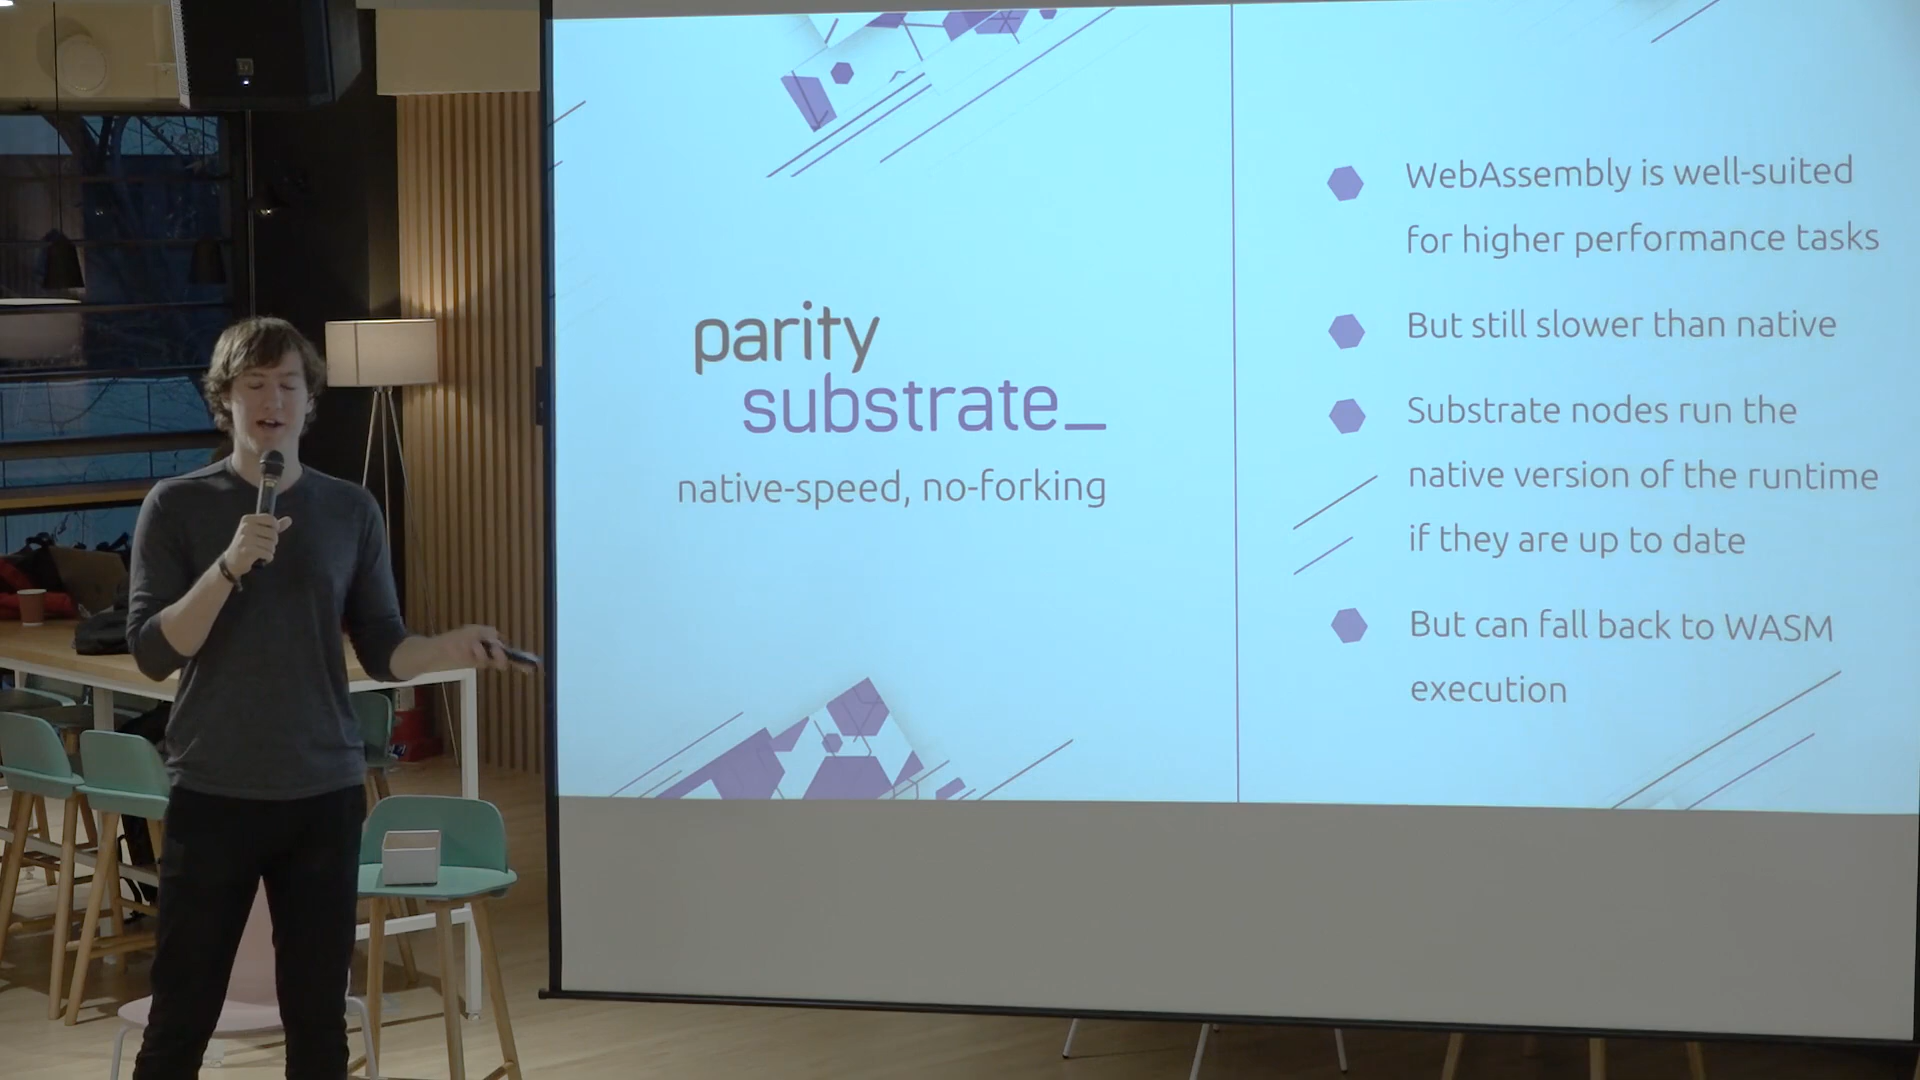 parity
substrate_
native-speed, no-forking
WebAssembly is well-suited
for higher performance tasks
But still slower than native
Substrate nodes run the
native version of the runtime
if they are up to date
But can fall back to WASM
execution